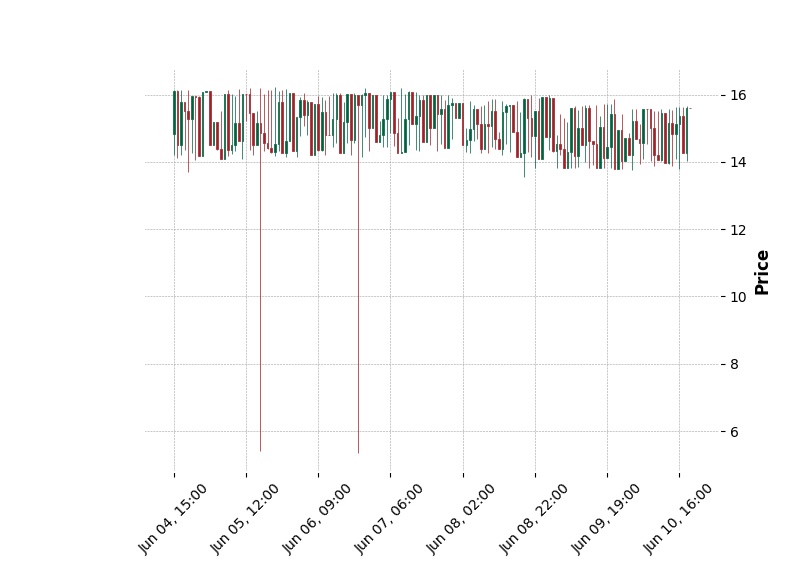 16
14
12
10
8
6
Price
Jun 04, 15:00
Jun 05, 12:00
Jun 06, 09:00
Jun 07, 06:00
Jun 08, 02:00
Jun 08, 22:00
Jun 09, 19:00
Jun 10, 16:00